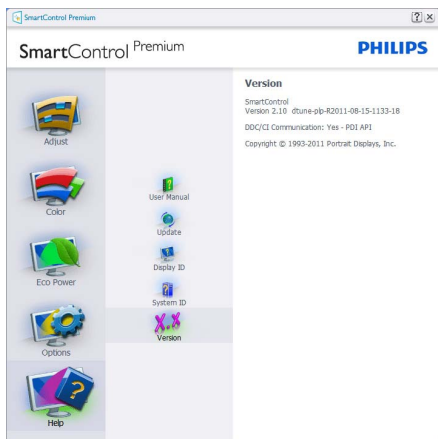 SmartControl Premium
SmartControl Premium
PHILIPS
Adjust
Color
Eco Power
Options
Help
User Manual
Update
Display ID
System ID
X.X
Version
Version
SmartControl
Version 2.10 dtune-plp-R2011-08-15-1133-18
DDC/CI Communication: Yes - PDI API
Copyright © 1993-2011 Portrait Displays, Inc.